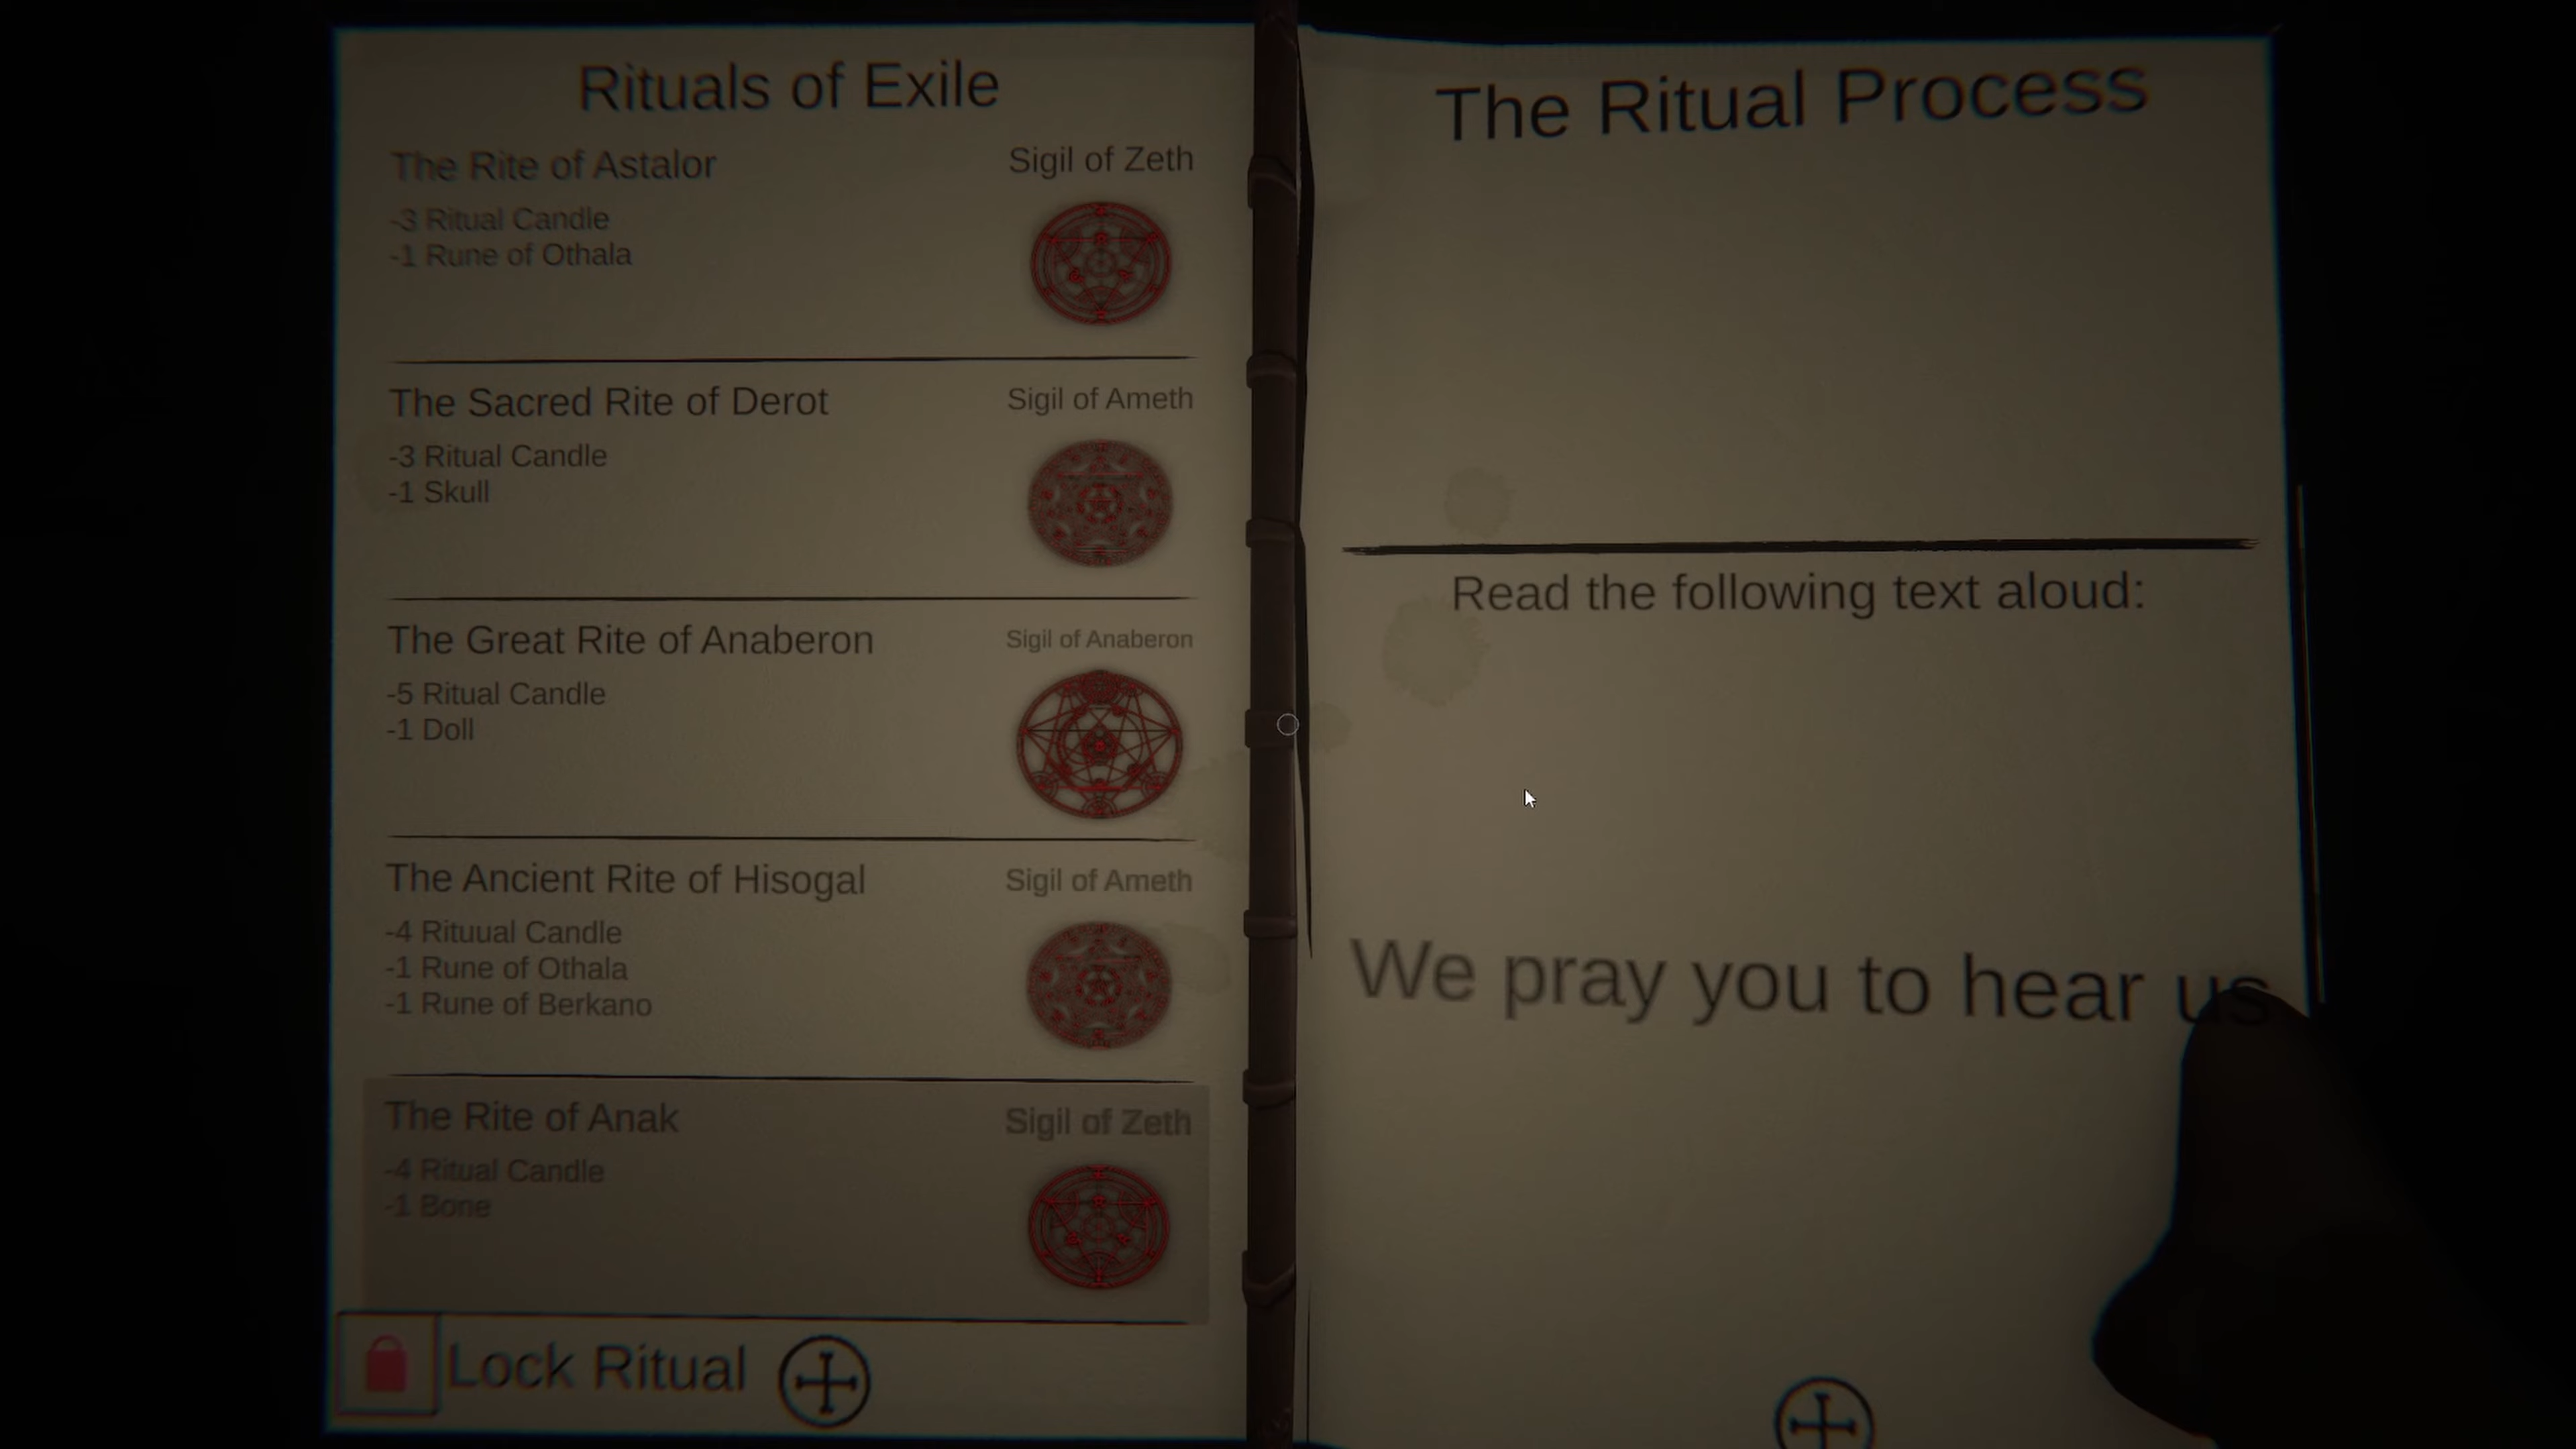 Rituals of Exile
The Rite of Astalor
Sigil of Zeth
-3 Ritual Candle
-1 Rune of Othala
The Sacred Rite of Derot
Sigil of Ameth
-3 Ritual Candle
-1 Skull
The Great Rite of Anaberon
Sigil of Anaberon
-5 Ritual Candle
-1 Doll
The Ancient Rite of Hisogal
Sigil of Ameth
-4 Rituual Candle
-1 Rune of Othala
-1 Rune of Berkano
The Rite of Anak
Sigil of Zeth
-4 Ritual Candle
-1 Bone
Lock Ritual
The Ritual Process
Read the following text aloud:
We pray you to hear us